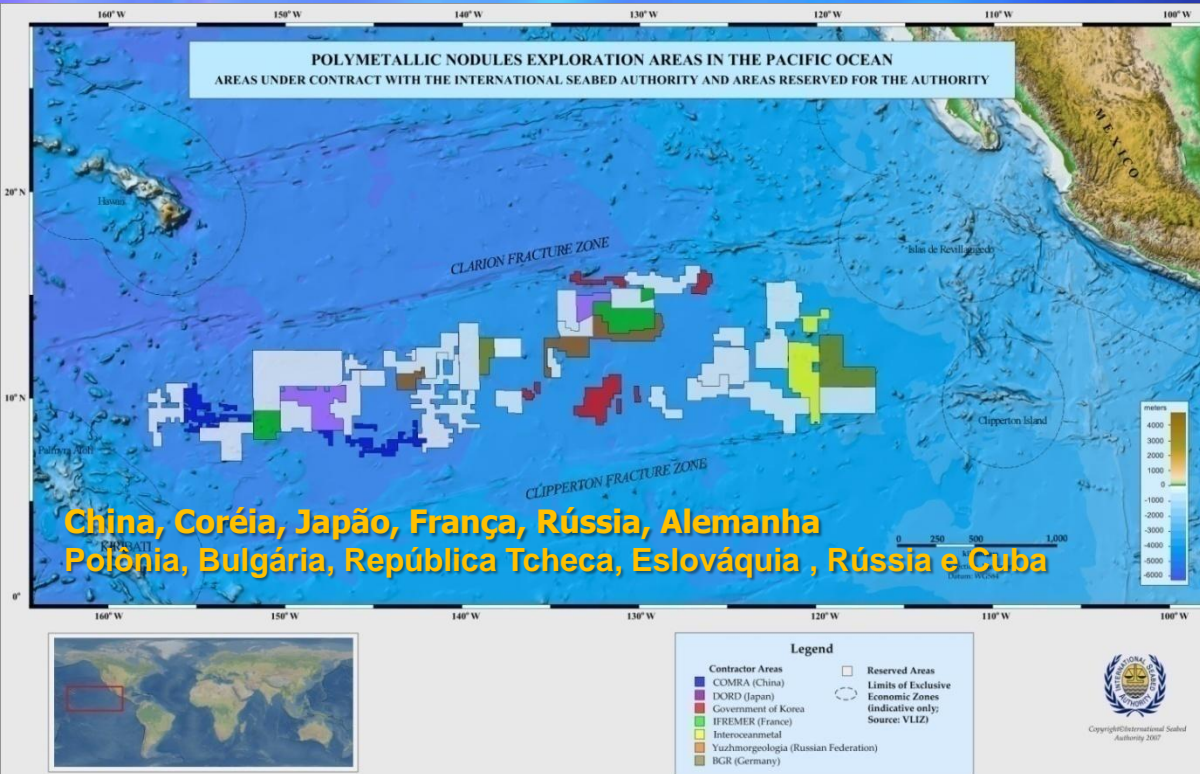 160° W 150° W 140° W 130° W 120° W 110° W 100° W
POLYMETALLIC NODULES EXPLORATION AREAS IN THE PACIFIC OCEAN
AREAS UNDER CONTRACT WITH THE INTERNATIONAL SEABED AUTHORITY AND AREAS RESERVED FOR THE AUTHORITY
MEXICO
20° N
Hawaii
CLARION FRACTURE ZONE
Islas de Revillagigedo
10° N
Clipperton Island
Palmyra Atoll
CLIPPERTON FRACTURE ZONE
meters
4000
3000
2000
1000
0
-1000
-2000
-3000
-4000
-5000
-6000
China, Coréia, Japão, França, Rússia, Alemanha
KIRIBATI
Polônia, Bulgária, República Tcheca, Eslováquia , Rússia e Cuba
0 250 500 1,000
Datum: WGS84
0°
160° W 150° W 140° W 130° W 120° W 110° W 100° W
Legend
Contractor Areas
COMRA (China)
DORD (Japan)
Government of Korea
IFREMER (France)
Interoceanmetal
Yuzhmorgeologia (Russian Federation)
BGR (Germany)
Reserved Areas
Limits of Exclusive
Economic Zones
(indicative only;
Source: VLIZ)
INTERNATIONAL SEABED AUTHORITY
Copyright©International Seabed
Authority 2007